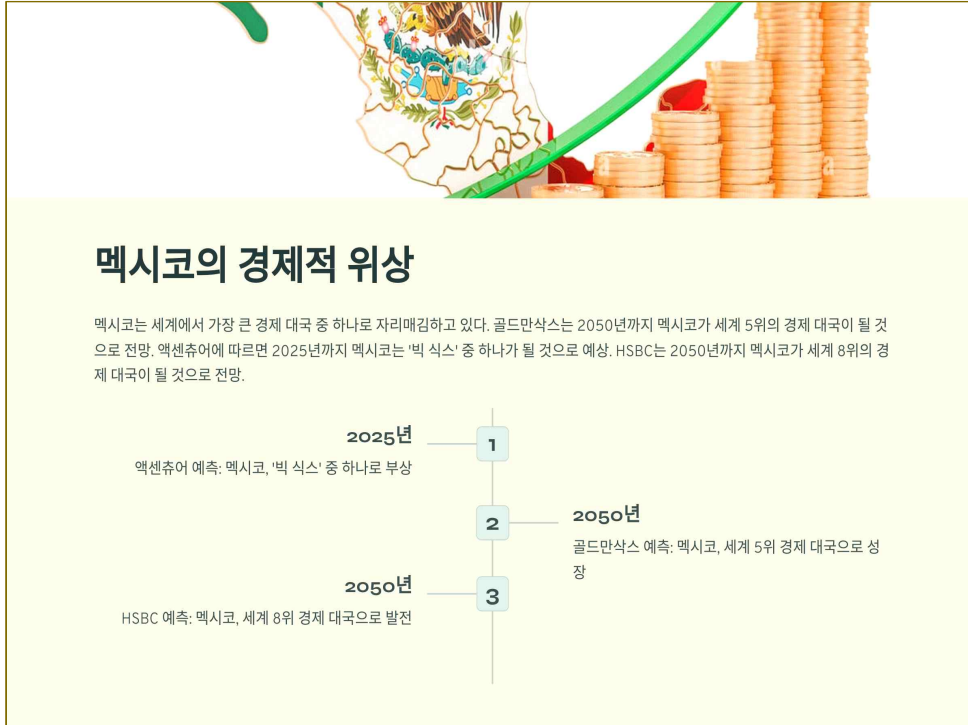 멕시코의 경제적 위상
멕시코는 세계에서 가장 큰 경제 대국 중 하나로 자리매김하고 있다. 골드만삭스는 2050년까지 멕시코가 세계 5위의 경제 대국이 될 것
으로 전망. 액센츄어에 따르면 2025년까지 멕시코는 '빅 식스' 중 하나가 될 것으로 예상. HSBC는 2050년까지 멕시코가 세계 8위의 경
제 대국이 될 것으로 전망.
2025년
1
액센츄어 예측: 멕시코, '빅 식스' 중 하나로 부상
2
2050년
골드만삭스 예측: 멕시코, 세계 5위 경제 대국으로 성
장
2050년
3
HSBC 예측: 멕시코, 세계 8위 경제 대국으로 발전
a
a